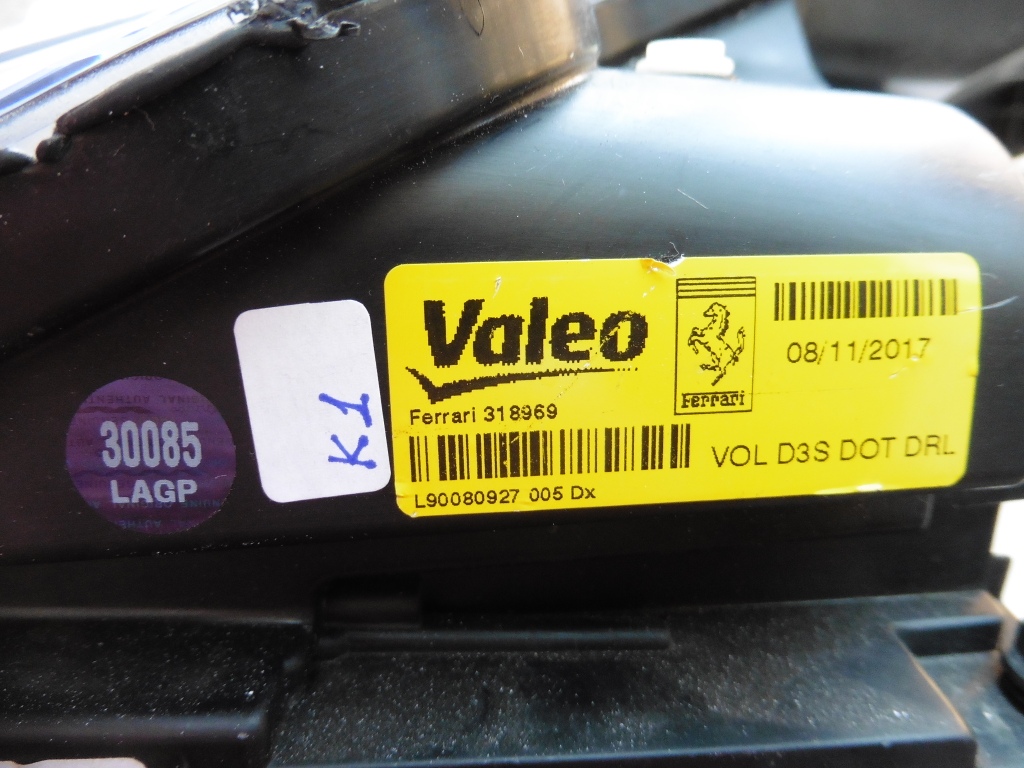 Valeo
Ferrari
08/11/2017
Ferrari 318969
VOL D3S DOT DRL
L90080927 005 Dx
K1
30085
LAGP